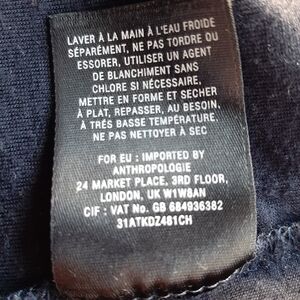 LAVER À LA MAIN À L'EAU FROIDE
SÉPARÉMENT, NE PAS TORDRE OU
ESSORER, UTILISER UN AGENT
DE BLANCHIMENT SANS
CHLORE SI NÉCESSAIRE,
METTRE EN FORME ET SECHER
À PLAT, REPASSER, AU BESOIN,
À TRÉS BASSE TEMPÉRATURE,
NE PAS NETTOYER À SEC
FOR EU : IMPORTED BY
ANTHROPOLOGIE
24 MARKET PLACE, 3RD FLOOR,
LONDON, UK W1W8AN
CIF : VAT No. GB 684936382
31ATKDZ481CH